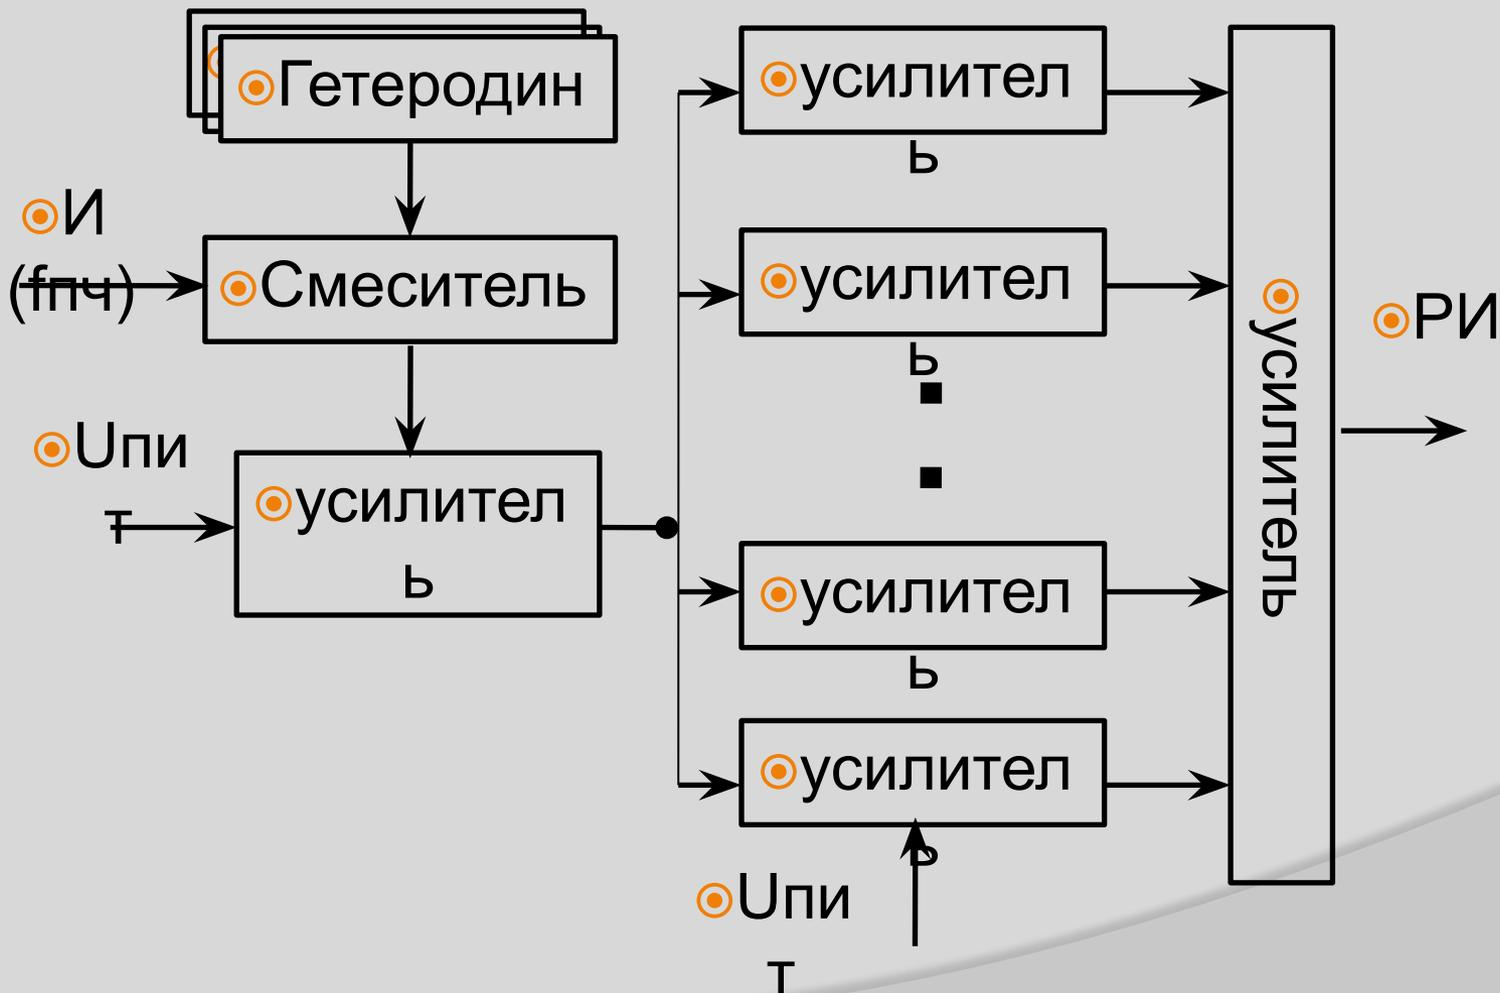 Гетеродин
усилител
ь
И
(fпч)
Смеситель
усилител
ь
Uпи
т
усилител
ь
усилитель
РИ
усилител
ь
усилител
ь
Uпи
т